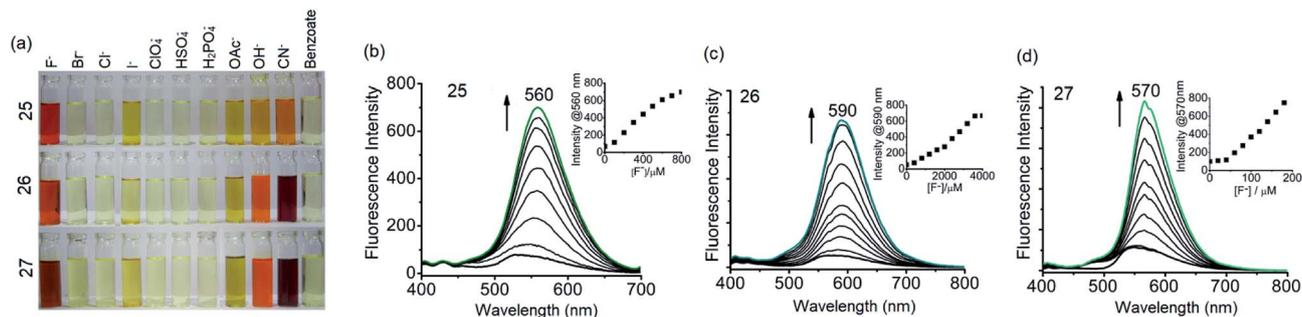 (a)
F⁻ Br⁻ Cl⁻ I⁻ ClO₄⁻ HSO₄⁻ H₂PO₄⁻ OAc⁻ OH⁻ CN⁻ Benzoate
25
26
27
(b)
25
560
Fluorescence Intensity
800
600
400
200
0
400 500 600 700
Wavelength (nm)
Intensity @560 nm
800
600
400
200
0
0 400 800
[F⁻]/μM
(c)
26
590
Fluorescence Intensity
400 500 600 700 800
Wavelength (nm)
Intensity @590 nm
800
600
400
200
0
0 2000 4000
[F⁻]/μM
(d)
27
570
Fluorescence Intensity
400 500 600 700 800
Wavelength (nm)
Intensity @570nm
800
600
400
200
0
0 100 200
[F⁻] / μM